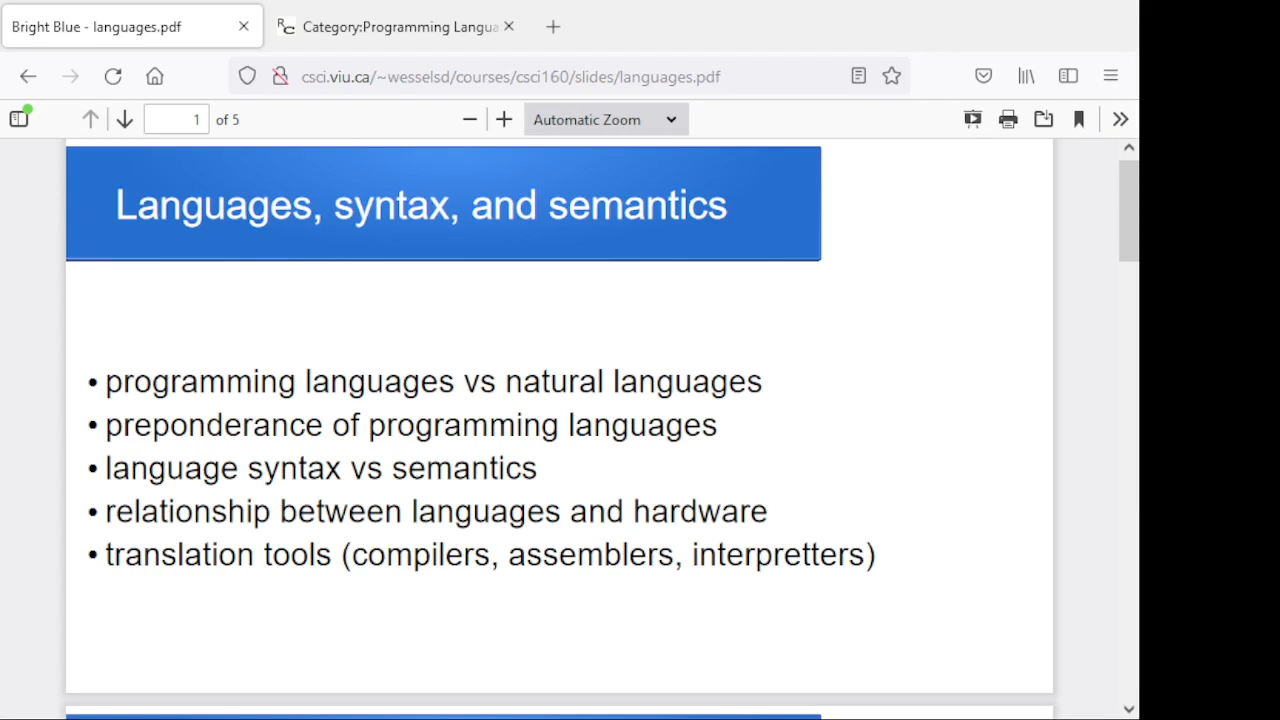 Bright Blue - languages.pdf
Category:Programming Langua
csci.viu.ca/~wesselsd/courses/csci160/slides/languages.pdf
1 of 5
Automatic Zoom
Languages, syntax, and semantics
• programming languages vs natural languages
• preponderance of programming languages
• language syntax vs semantics
• relationship between languages and hardware
• translation tools (compilers, assemblers, interpretters)